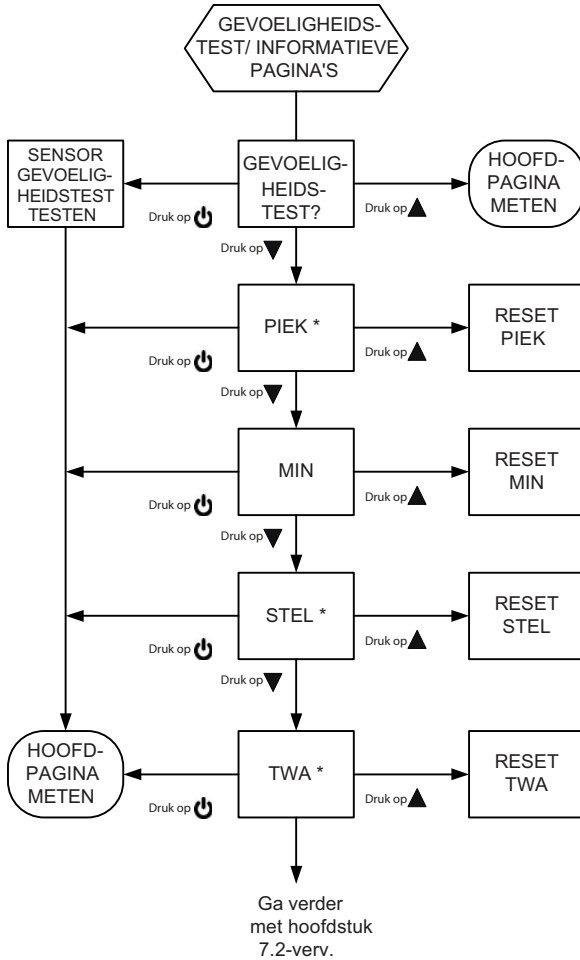 GEVOELIGHEIDS-
TEST/ INFORMATIEVE
PAGINA'S
SENSOR
GEVOELIG-
HEIDSTEST
TESTEN
GEVOELIG-
HEIDS-
TEST?
HOOFD-
PAGINA
METEN
Druk op
Druk op
Druk op
PIEK *
RESET
PIEK
Druk op
Druk op
Druk op
MIN
RESET
MIN
Druk op
Druk op
Druk op
STEL *
RESET
STEL
Druk op
Druk op
Druk op
HOOFD-
PAGINA
METEN
TWA *
RESET
TWA
Druk op
Druk op
Ga verder
met hoofdstuk
7.2-verv.